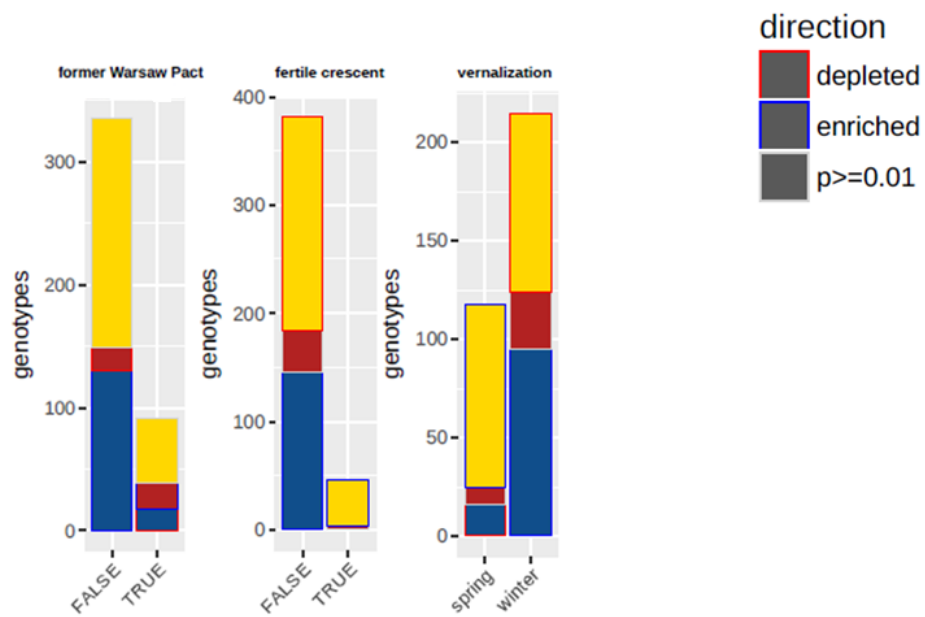 direction
depleted
enriched
p>=0.01
former Warsaw Pact
genotypes
300
200
100
0
FALSE
TRUE
fertile crescent
genotypes
400
300
200
100
0
FALSE
TRUE
vernalization
genotypes
200
150
100
50
0
spring
winter